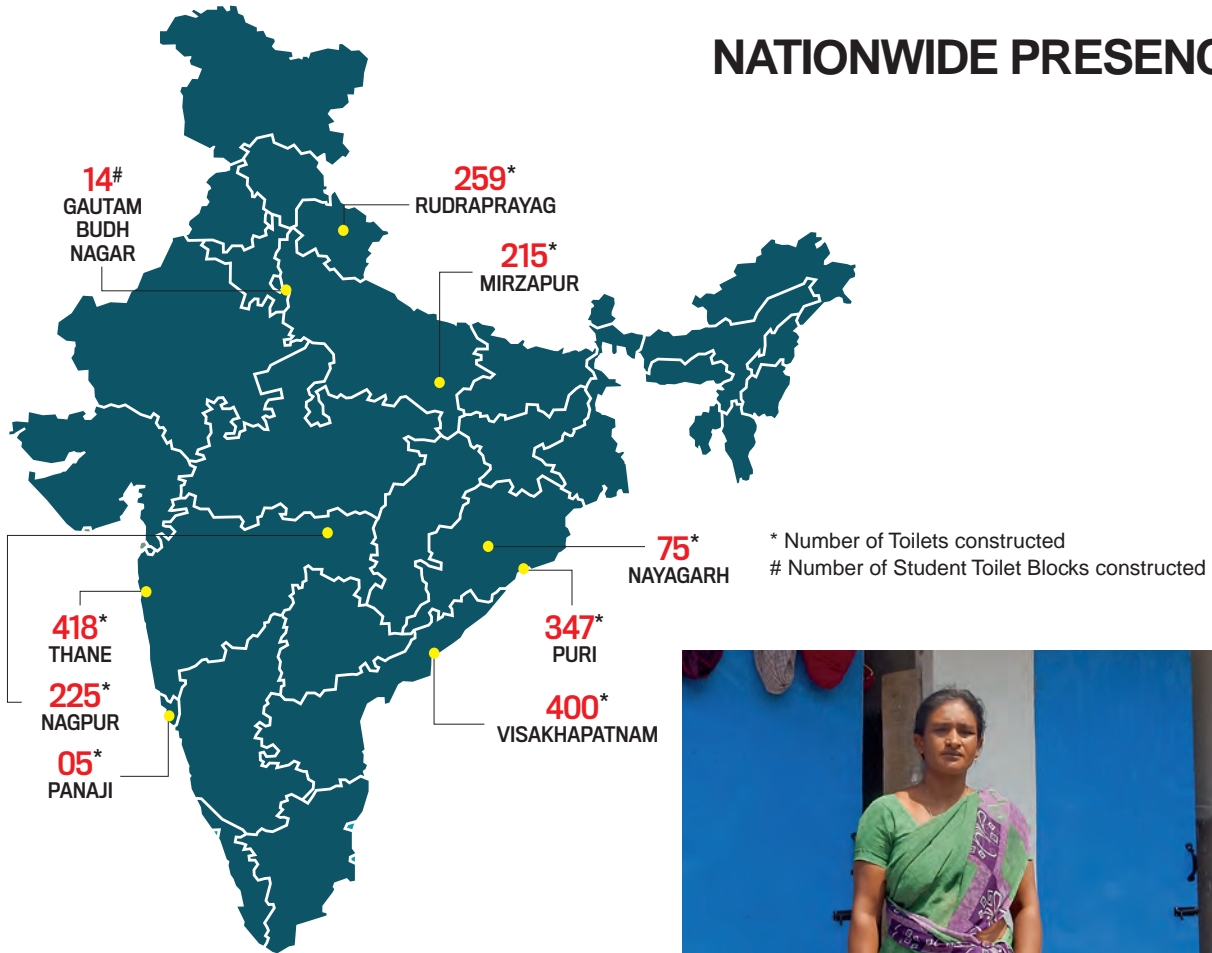 NATIONWIDE PRESENC
14#
GAUTAM
BUDH
NAGAR
259*
RUDRAPRAYAG
215*
MIRZAPUR
75*
NAYAGARH
* Number of Toilets constructed
# Number of Student Toilet Blocks constructed
418*
THANE
347*
PURI
225*
NAGPUR
400*
VISAKHAPATNAM
05*
PANAJI